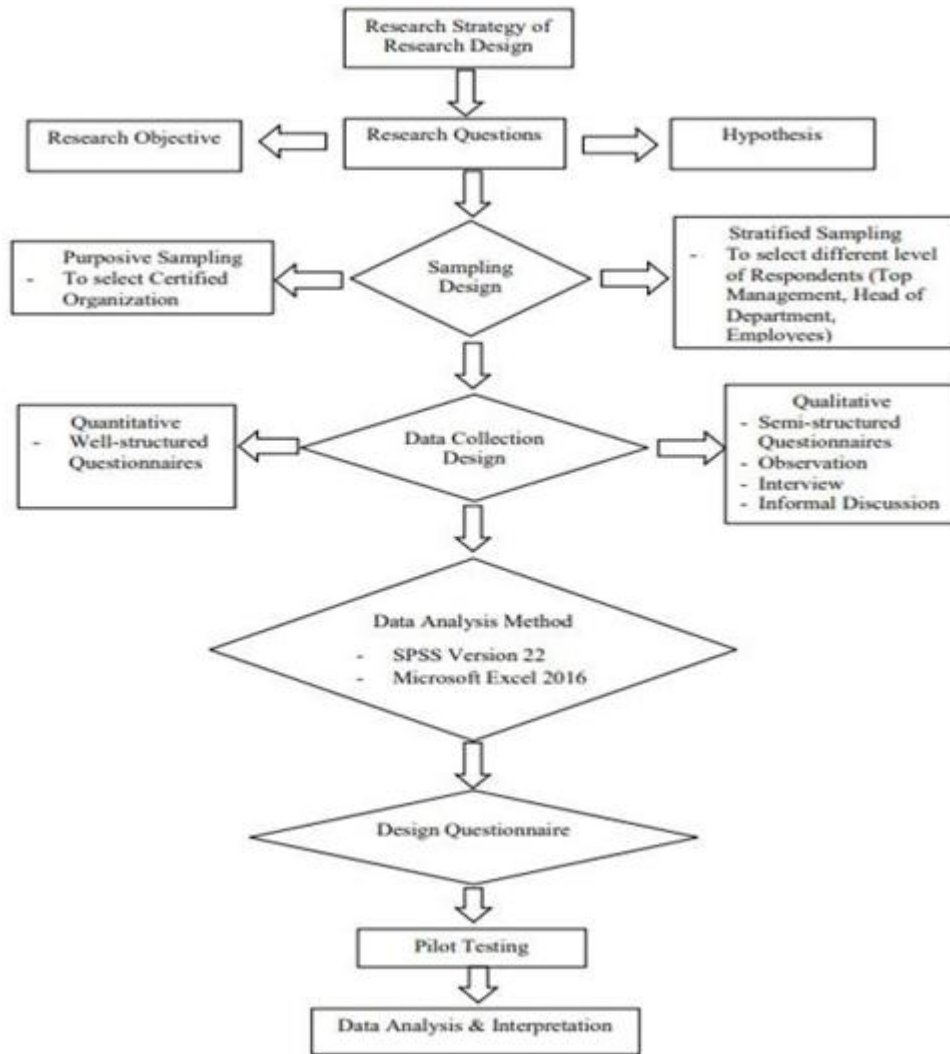 Research Strategy of
Research Design
Research Objective
Research Questions
Hypothesis
Purposive Sampling
- To select Certified
Organization
Sampling
Design
Stratified Sampling
- To select different level
of Respondents (Top
Management, Head of
Department,
Employees)
Quantitative
- Well-structured
Questionnaires
Data Collection
Design
Qualitative
- Semi-structured
Questionnaires
- Observation
- Interview
- Informal Discussion
Data Analysis Method
- SPSS Version 22
- Microsoft Excel 2016
Design Questionnaire
Pilot Testing
Data Analysis & Interpretation